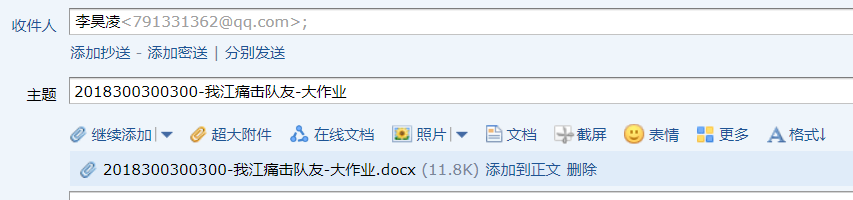 收件人 李昊凌<791331362@qq.com>;
添加抄送 - 添加密送 | 分别发送
主题 2018300300300-我江痛击队友-大作业
继续添加 | 超大附件 在线文档 照片 | 文档 截屏 表情 更多 格式↓
2018300300300-我江痛击队友-大作业.docx (11.8K) 添加到正文 删除